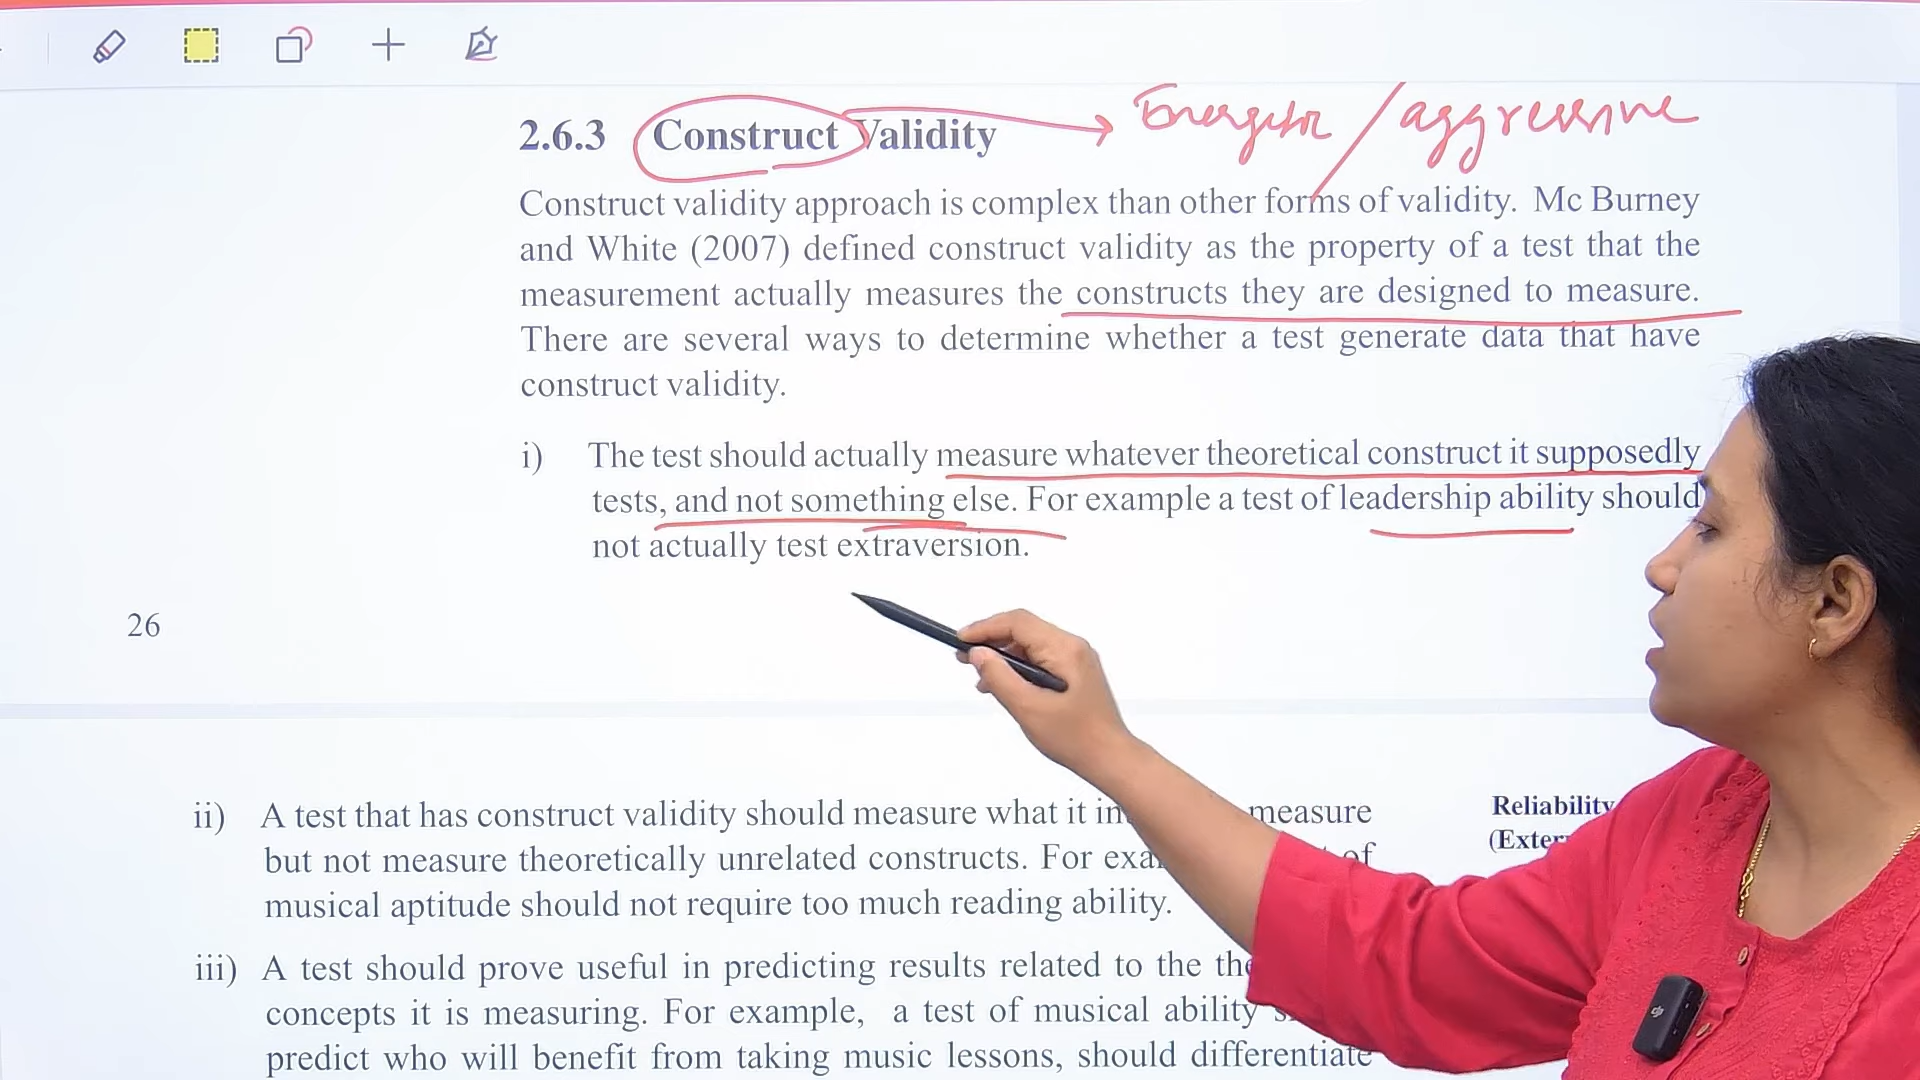 2.6.3 Construct Validity
aggressive
Construct validity approach is complex than other forms of validity. Mc Burney
and White (2007) defined construct validity as the property of a test that the
measurement actually measures the constructs they are designed to measure.
There are several ways to determine whether a test generate data that have
construct validity.
i) The test should actually measure whatever theoretical construct it supposedly
tests, and not something else. For example a test of leadership ability should
not actually test extraversion.
26
ii) A test that has construct validity should measure what it in measure
but not measure theoretically unrelated constructs. For exa of
musical aptitude should not require too much reading ability.
Reliability
(Exter
iii) A test should prove useful in predicting results related to the the
concepts it is measuring. For example, a test of musical ability s
predict who will benefit from taking music lessons, should differentiate